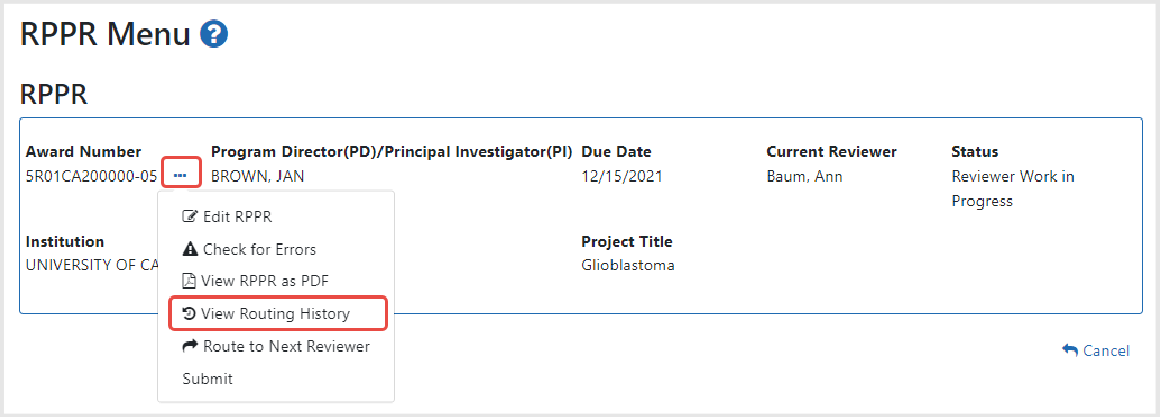 RPPR Menu ?
RPPR
Award Number Program Director(PD)/Principal Investigator(PI) Due Date Current Reviewer Status
5R01CA200000-05 ... BROWN, JAN 12/15/2021 Baum, Ann Reviewer Work in
Progress
Edit RPPR
Institution Project Title
Check for Errors
UNIVERSITY OF CA Glioblastoma
View RPPR as PDF
View Routing History
Route to Next Reviewer
Cancel
Submit